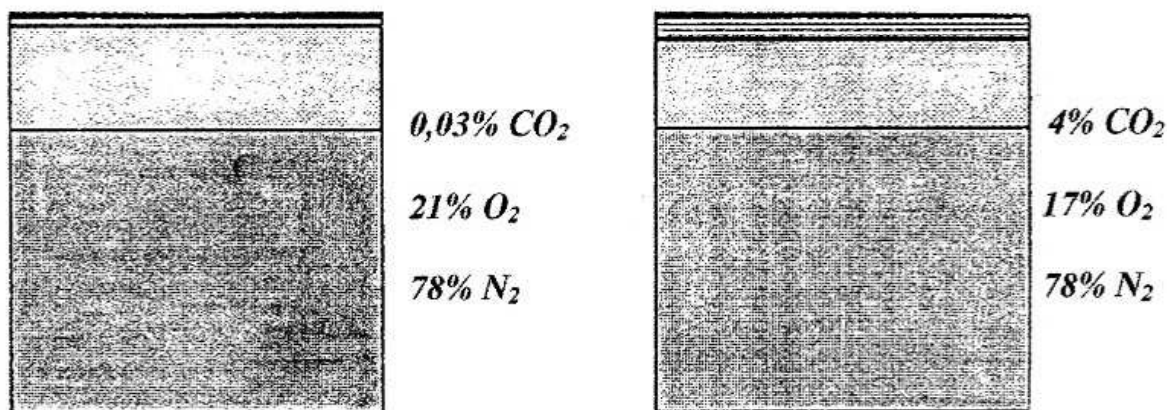 0,03% CO₂
21% O₂
78% N₂
4% CO₂
17% O₂
78% N₂